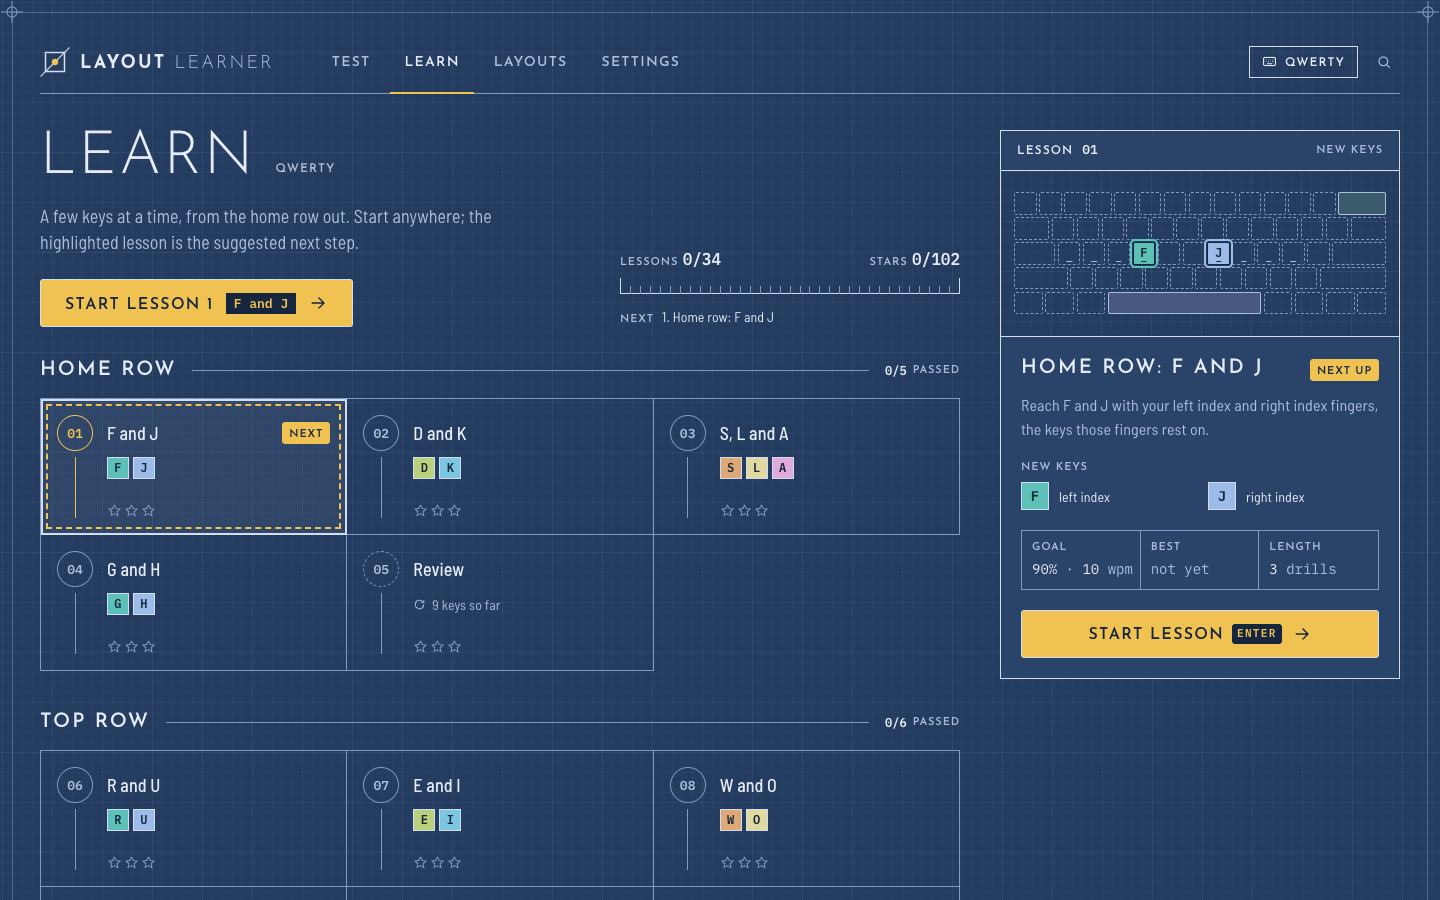 LAYOUT LEARNER
TEST
LEARN
LAYOUTS
SETTINGS
QWERTY
LEARN
QWERTY
A few keys at a time, from the home row out. Start anywhere; the
highlighted lesson is the suggested next step.
START LESSON 1 F and J
LESSONS 0/34
STARS 0/102
NEXT 1. Home row: F and J
HOME ROW
0/5 PASSED
01
F and J
NEXT
F J
02
D and K
D K
03
S, L and A
S L A
04
G and H
G H
05
Review
9 keys so far
TOP ROW
0/6 PASSED
06
R and U
R U
07
E and I
E I
08
W and O
W O
LESSON 01
NEW KEYS
F J
HOME ROW: F AND J
NEXT UP
Reach F and J with your left index and right index fingers,
the keys those fingers rest on.
NEW KEYS
F left index
J right index
GOAL
90% · 10 wpm
BEST
not yet
LENGTH
3 drills
START LESSON ENTER